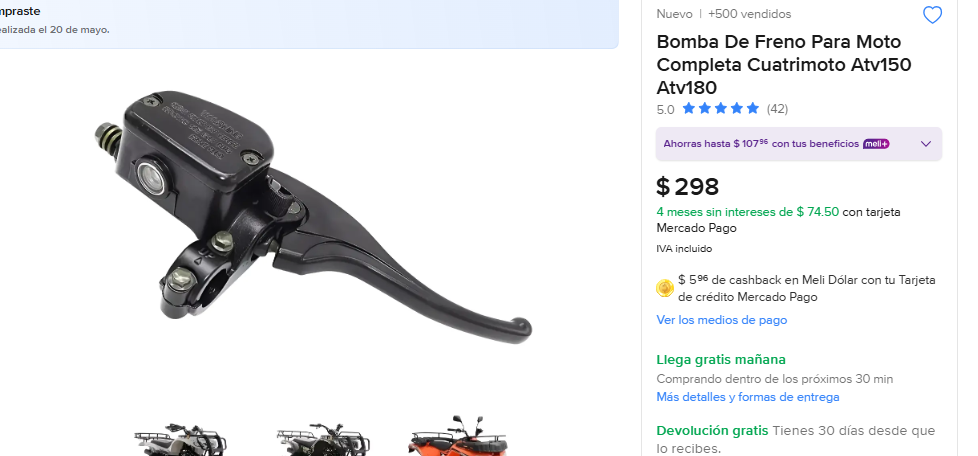 mpraste
ealizada el 20 de mayo.
Nuevo | +500 vendidos
Bomba De Freno Para Moto
Completa Cuatrimoto Atv150
Atv180
5.0 (42)
Ahorras hasta $ 107⁹⁶ con tus beneficios meli+
$ 298
4 meses sin intereses de $ 74.50 con tarjeta
Mercado Pago
IVA incluido
$ 5⁹⁶ de cashback en Meli Dólar con tu Tarjeta
de crédito Mercado Pago
Ver los medios de pago
Llega gratis mañana
Comprando dentro de los próximos 30 min
Más detalles y formas de entrega
Devolución gratis Tienes 30 días desde que
lo recibes.